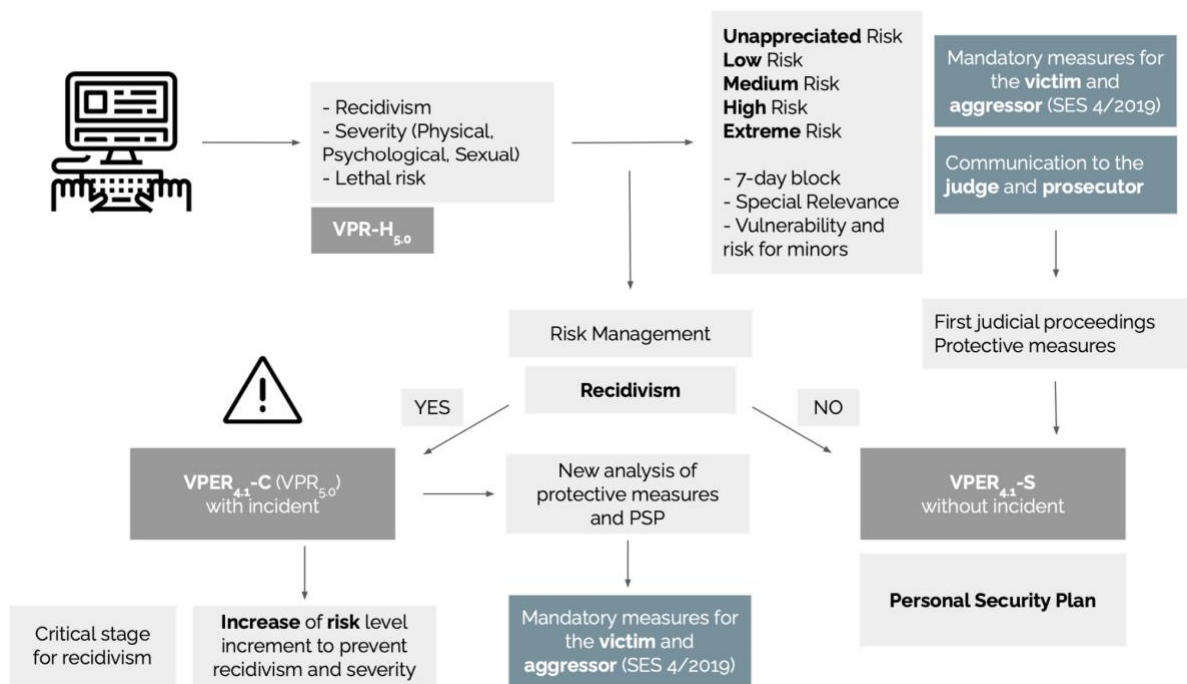 - Recidivism
- Severity (Physical,
Psychological, Sexual)
- Lethal risk
VPR-H5.0
Unappreciated Risk
Low Risk
Medium Risk
High Risk
Extreme Risk
- 7-day block
- Special Relevance
- Vulnerability and
risk for minors
Mandatory measures for
the victim and
aggressor (SES 4/2019)
Communication to the
judge and prosecutor
First judicial proceedings
Protective measures
Risk Management
Recidivism
YES
NO
VPER4.1-C (VPR5.0)
with incident
New analysis of
protective measures
and PSP
VPER4.1-S
without incident
Personal Security Plan
Critical stage
for recidivism
Increase of risk level
increment to prevent
recidivism and severity
Mandatory measures for
the victim and
aggressor (SES 4/2019)